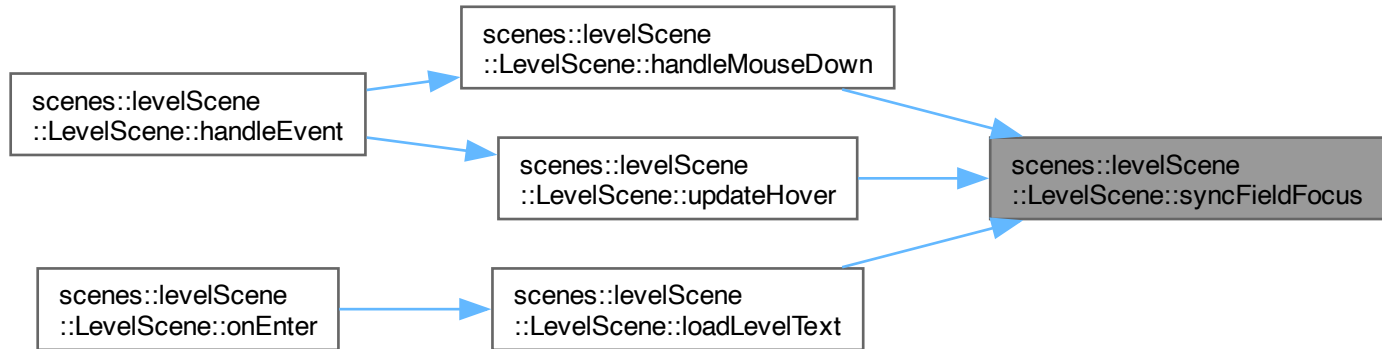 scenes::levelScene
::LevelScene::handleMouseDown
scenes::levelScene
::LevelScene::handleEvent
scenes::levelScene
::LevelScene::updateHover
scenes::levelScene
::LevelScene::syncFieldFocus
scenes::levelScene
::LevelScene::onEnter
scenes::levelScene
::LevelScene::loadLevelText